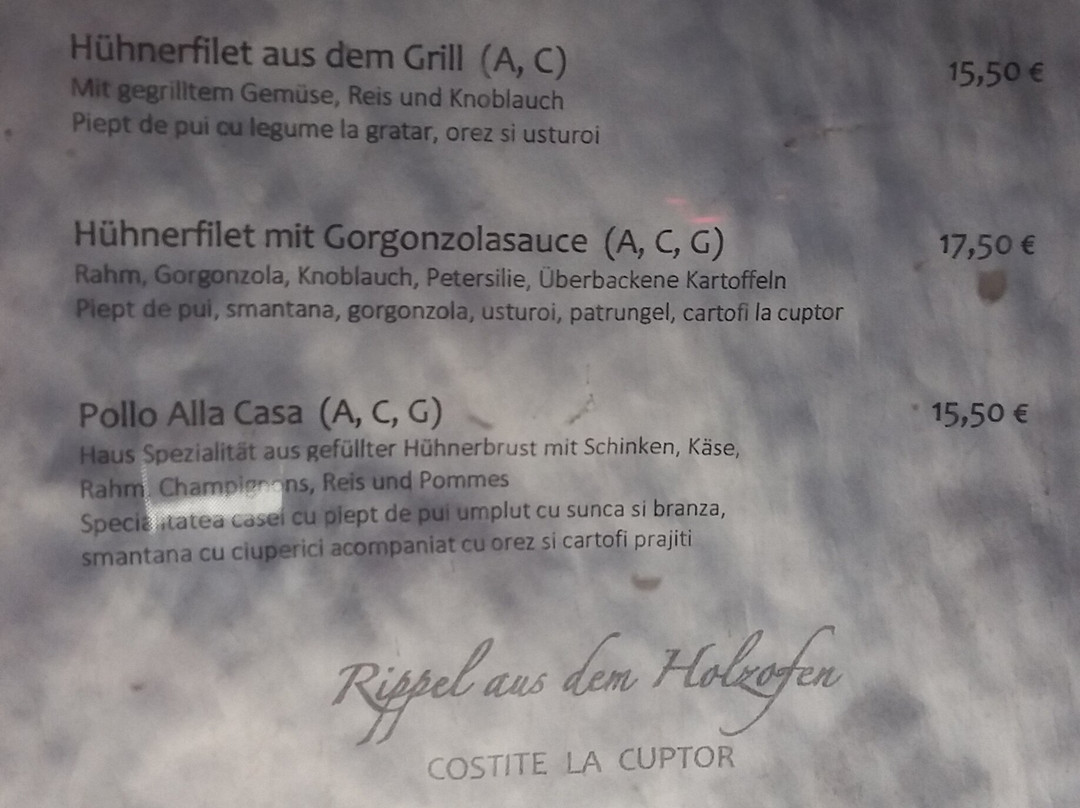 Hühnerfilet aus dem Grill (A, C) 15,50 €
Mit gegrilltem Gemüse, Reis und Knoblauch
Piept de pui cu legume la gratar, orez si usturoi
Hühnerfilet mit Gorgonzolasauce (A, C, G) 17,50 €
Rahm, Gorgonzola, Knoblauch, Petersilie, Überbackene Kartoffeln
Piept de pui, smantana, gorgonzola, usturoi, patrungel, cartofi la cuptor
Pollo Alla Casa (A, C, G) 15,50 €
Haus Spezialität aus gefüllter Hühnerbrust mit Schinken, Käse,
Rahm, Champignons, Reis und Pommes
Specialitatea casei cu piept de pui umplut cu sunca si branza,
smantana cu ciuperici acompaniat cu orez si cartofi prajiti
Rippel aus dem Holzofen
COSTITE LA CUPTOR